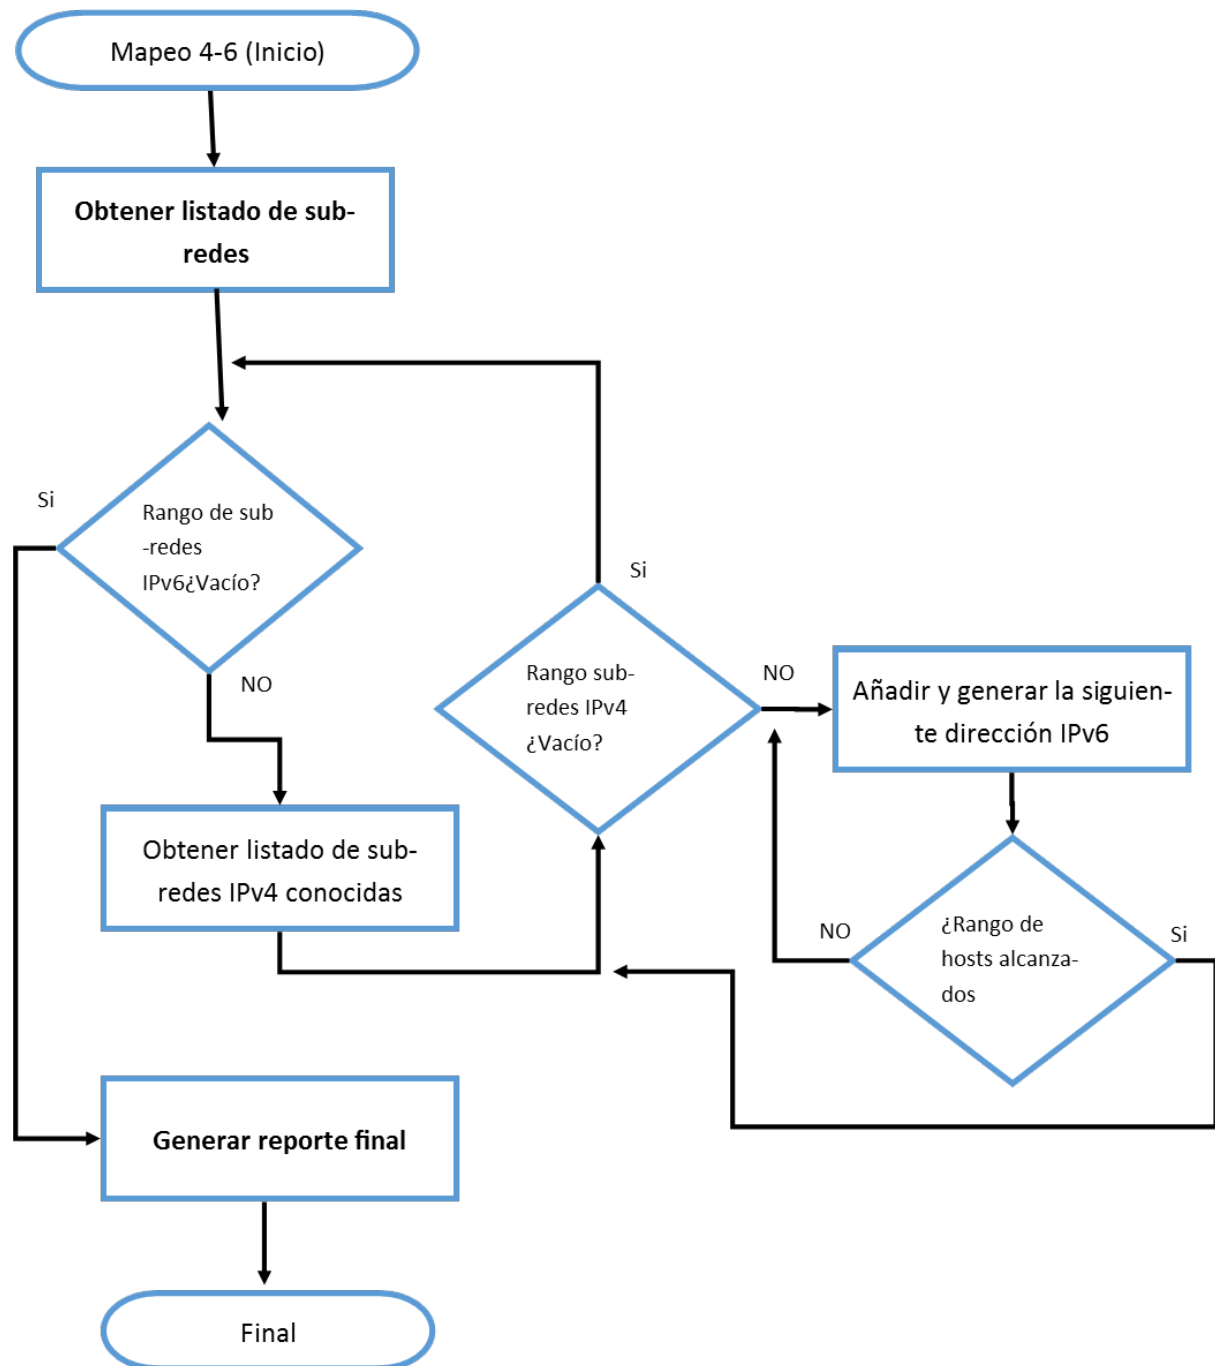 Mapeo 4-6 (Inicio)
Obtener listado de sub-
redes
Si
Rango de sub
-redes
IPv6¿Vacío?
NO
Obtener listado de sub-
redes IPv4 conocidas
Si
Rango sub-
redes IPv4
¿Vacío?
NO
Añadir y generar la siguien-
te dirección IPv6
NO
¿Rango de
hosts alcanza-
dos
Si
Generar reporte final
Final